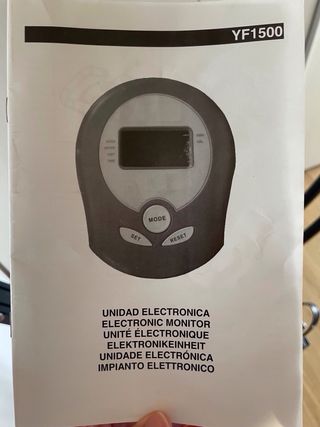 YF1500
MODE
SET
RESET
UNIDAD ELECTRONICA
ELECTRONIC MONITOR
UNITÉ ÉLECTRONIQUE
ELEKTRONIKEINHEIT
UNIDADE ELECTRÓNICA
IMPIANTO ELETTRONICO